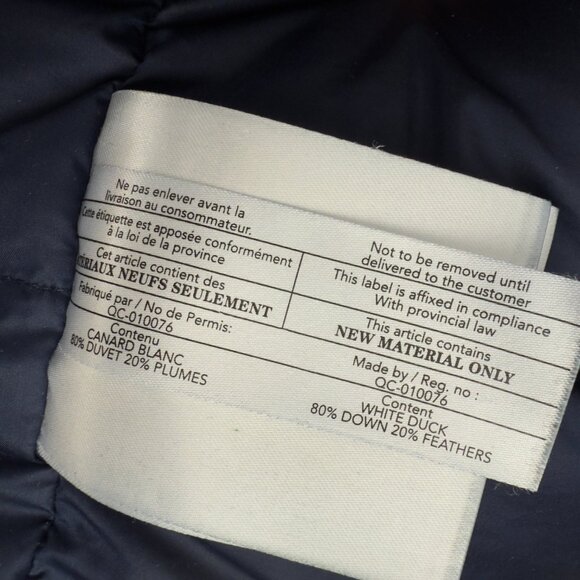 Ne pas enlever avant la
livraison au consommateur.
Cette étiquette est apposée conformément
à la loi de la province
Cet article contient des
TÉRIAUX NEUFS SEULEMENT
Fabriqué par / No de Permis:
QC-010076
Contenu
CANARD BLANC
80% DUVET 20% PLUMES
Not to be removed until
delivered to the customer
This label is affixed in compliance
With provincial law
This article contains
NEW MATERIAL ONLY
Made by / Reg. no :
QC-010076
Content
WHITE DUCK
80% DOWN 20% FEATHERS